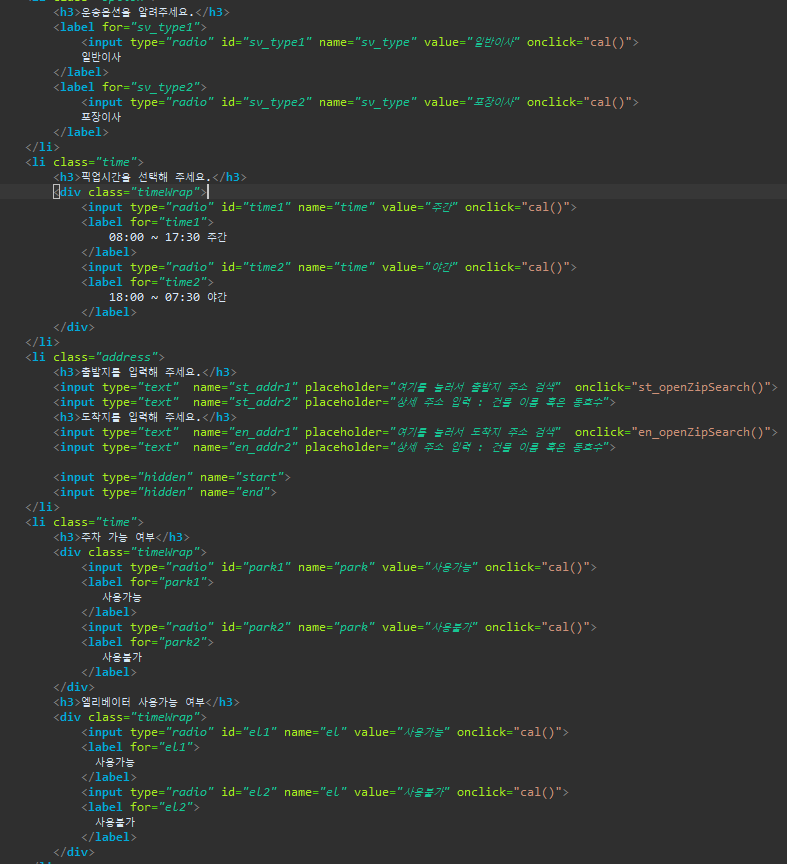 <h3>운송옵션을 알려주세요.</h3>
<label for="sv_type1">
<input type="radio" id="sv_type1" name="sv_type" value="일반이사" onclick="cal()">
일반이사
</label>
<label for="sv_type2">
<input type="radio" id="sv_type2" name="sv_type" value="포장이사" onclick="cal()">
포장이사
</label>
</li>
<li class="time">
<h3>픽업시간을 선택해 주세요.</h3>
<div class="timeWrap">
<input type="radio" id="time1" name="time" value="주간" onclick="cal()">
<label for="time1">
08:00 ~ 17:30 주간
</label>
<input type="radio" id="time2" name="time" value="야간" onclick="cal()">
<label for="time2">
18:00 ~ 07:30 야간
</label>
</div>
</li>
<li class="address">
<h3>출발지를 입력해 주세요.</h3>
<input type="text"  name="st_addr1" placeholder="여기를 눌러서 출발지 주소 검색"  onclick="st_openZipSearch()">
<input type="text"  name="st_addr2" placeholder="상세 주소 입력 : 건물 이름 혹은 동호수">
<h3>도착지를 입력해 주세요.</h3>
<input type="text"  name="en_addr1" placeholder="여기를 눌러서 도착지 주소 검색"  onclick="en_openZipSearch()">
<input type="text"  name="en_addr2" placeholder="상세 주소 입력 : 건물 이름 혹은 동호수">
<input type="hidden" name="start">
<input type="hidden" name="end">
</li>
<li class="time">
<h3>주차 가능 여부</h3>
<div class="timeWrap">
<input type="radio" id="park1" name="park" value="사용가능" onclick="cal()">
<label for="park1">
사용가능
</label>
<input type="radio" id="park2" name="park" value="사용불가" onclick="cal()">
<label for="park2">
사용불가
</label>
</div>
<h3>엘리베이터 사용가능 여부</h3>
<div class="timeWrap">
<input type="radio" id="el1" name="el" value="사용가능" onclick="cal()">
<label for="el1">
사용가능
</label>
<input type="radio" id="el2" name="el" value="사용불가" onclick="cal()">
<label for="el2">
사용불가
</label>
</div>